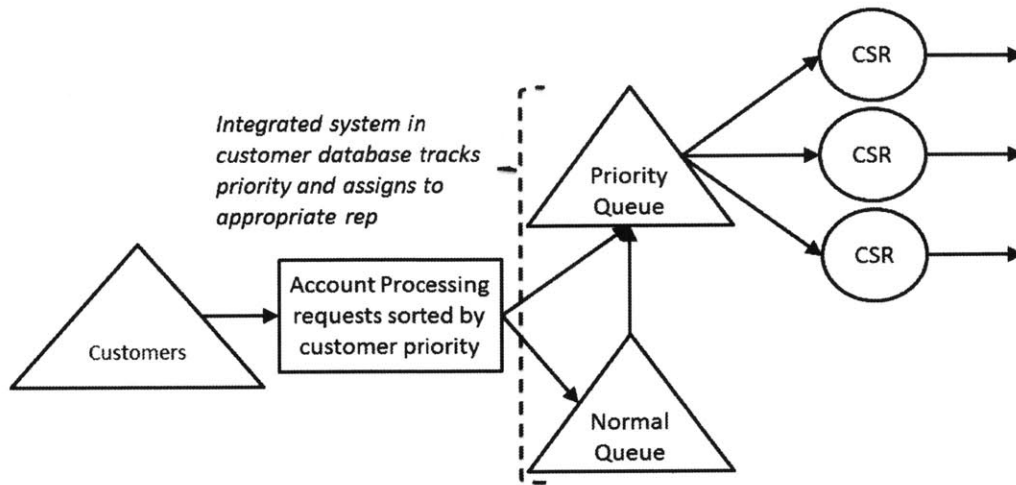 Integrated system in
customer database tracks
priority and assigns to
appropriate rep
Customers
Account Processing
requests sorted by
customer priority
Priority
Queue
Normal
Queue
CSR
CSR
CSR